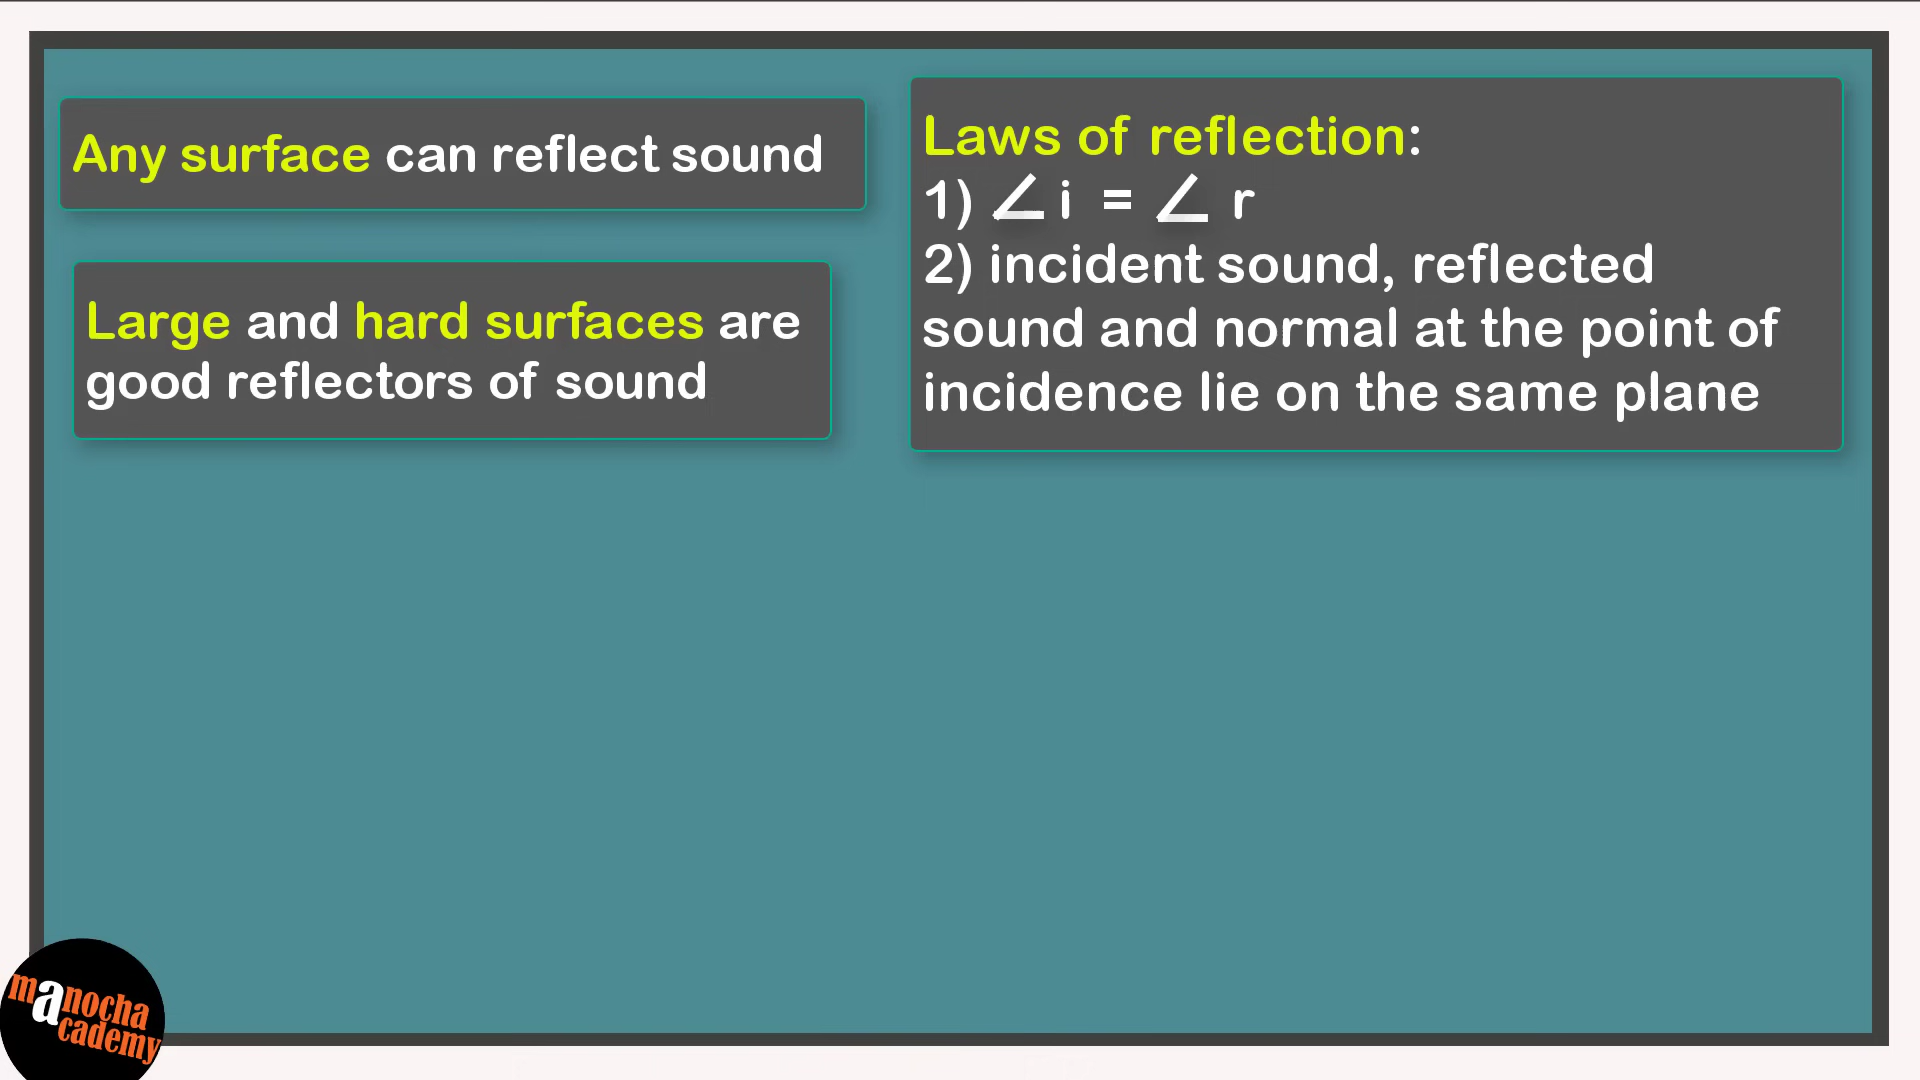 Any surface can reflect sound
Large and hard surfaces are
good reflectors of sound
Laws of reflection:
1) ∠ i = ∠ r
2) incident sound, reflected
sound and normal at the point of
incidence lie on the same plane
manocha
academy